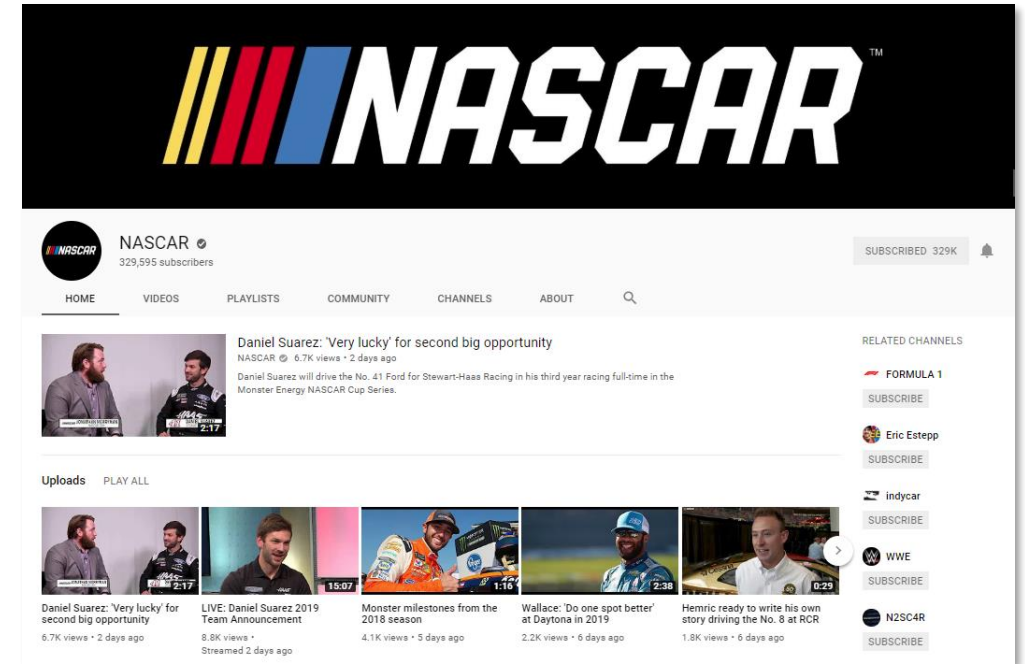 NASCAR
TM
NASCAR
NASCAR
329,595 subscribers
SUBSCRIBED 329K
HOME VIDEOS PLAYLISTS COMMUNITY CHANNELS ABOUT
2:17
Daniel Suarez: 'Very lucky' for second big opportunity
NASCAR 6.7K views • 2 days ago
Daniel Suarez will drive the No. 41 Ford for Stewart-Haas Racing in his third year racing full-time in the
Monster Energy NASCAR Cup Series.
RELATED CHANNELS
FORMULA 1
SUBSCRIBE
Eric Estepp
SUBSCRIBE
indycar
SUBSCRIBE
WWE
SUBSCRIBE
N2SC4R
SUBSCRIBE
Uploads PLAY ALL
2:17
Daniel Suarez: 'Very lucky' for
second big opportunity
6.7K views • 2 days ago
15:07
LIVE: Daniel Suarez 2019
Team Announcement
8.8K views •
Streamed 2 days ago
1:16
Monster milestones from the
2018 season
4.1K views • 5 days ago
2:38
Wallace: 'Do one spot better'
at Daytona in 2019
2.2K views • 6 days ago
0:29
Hemric ready to write his own
story driving the No. 8 at RCR
1.8K views • 6 days ago